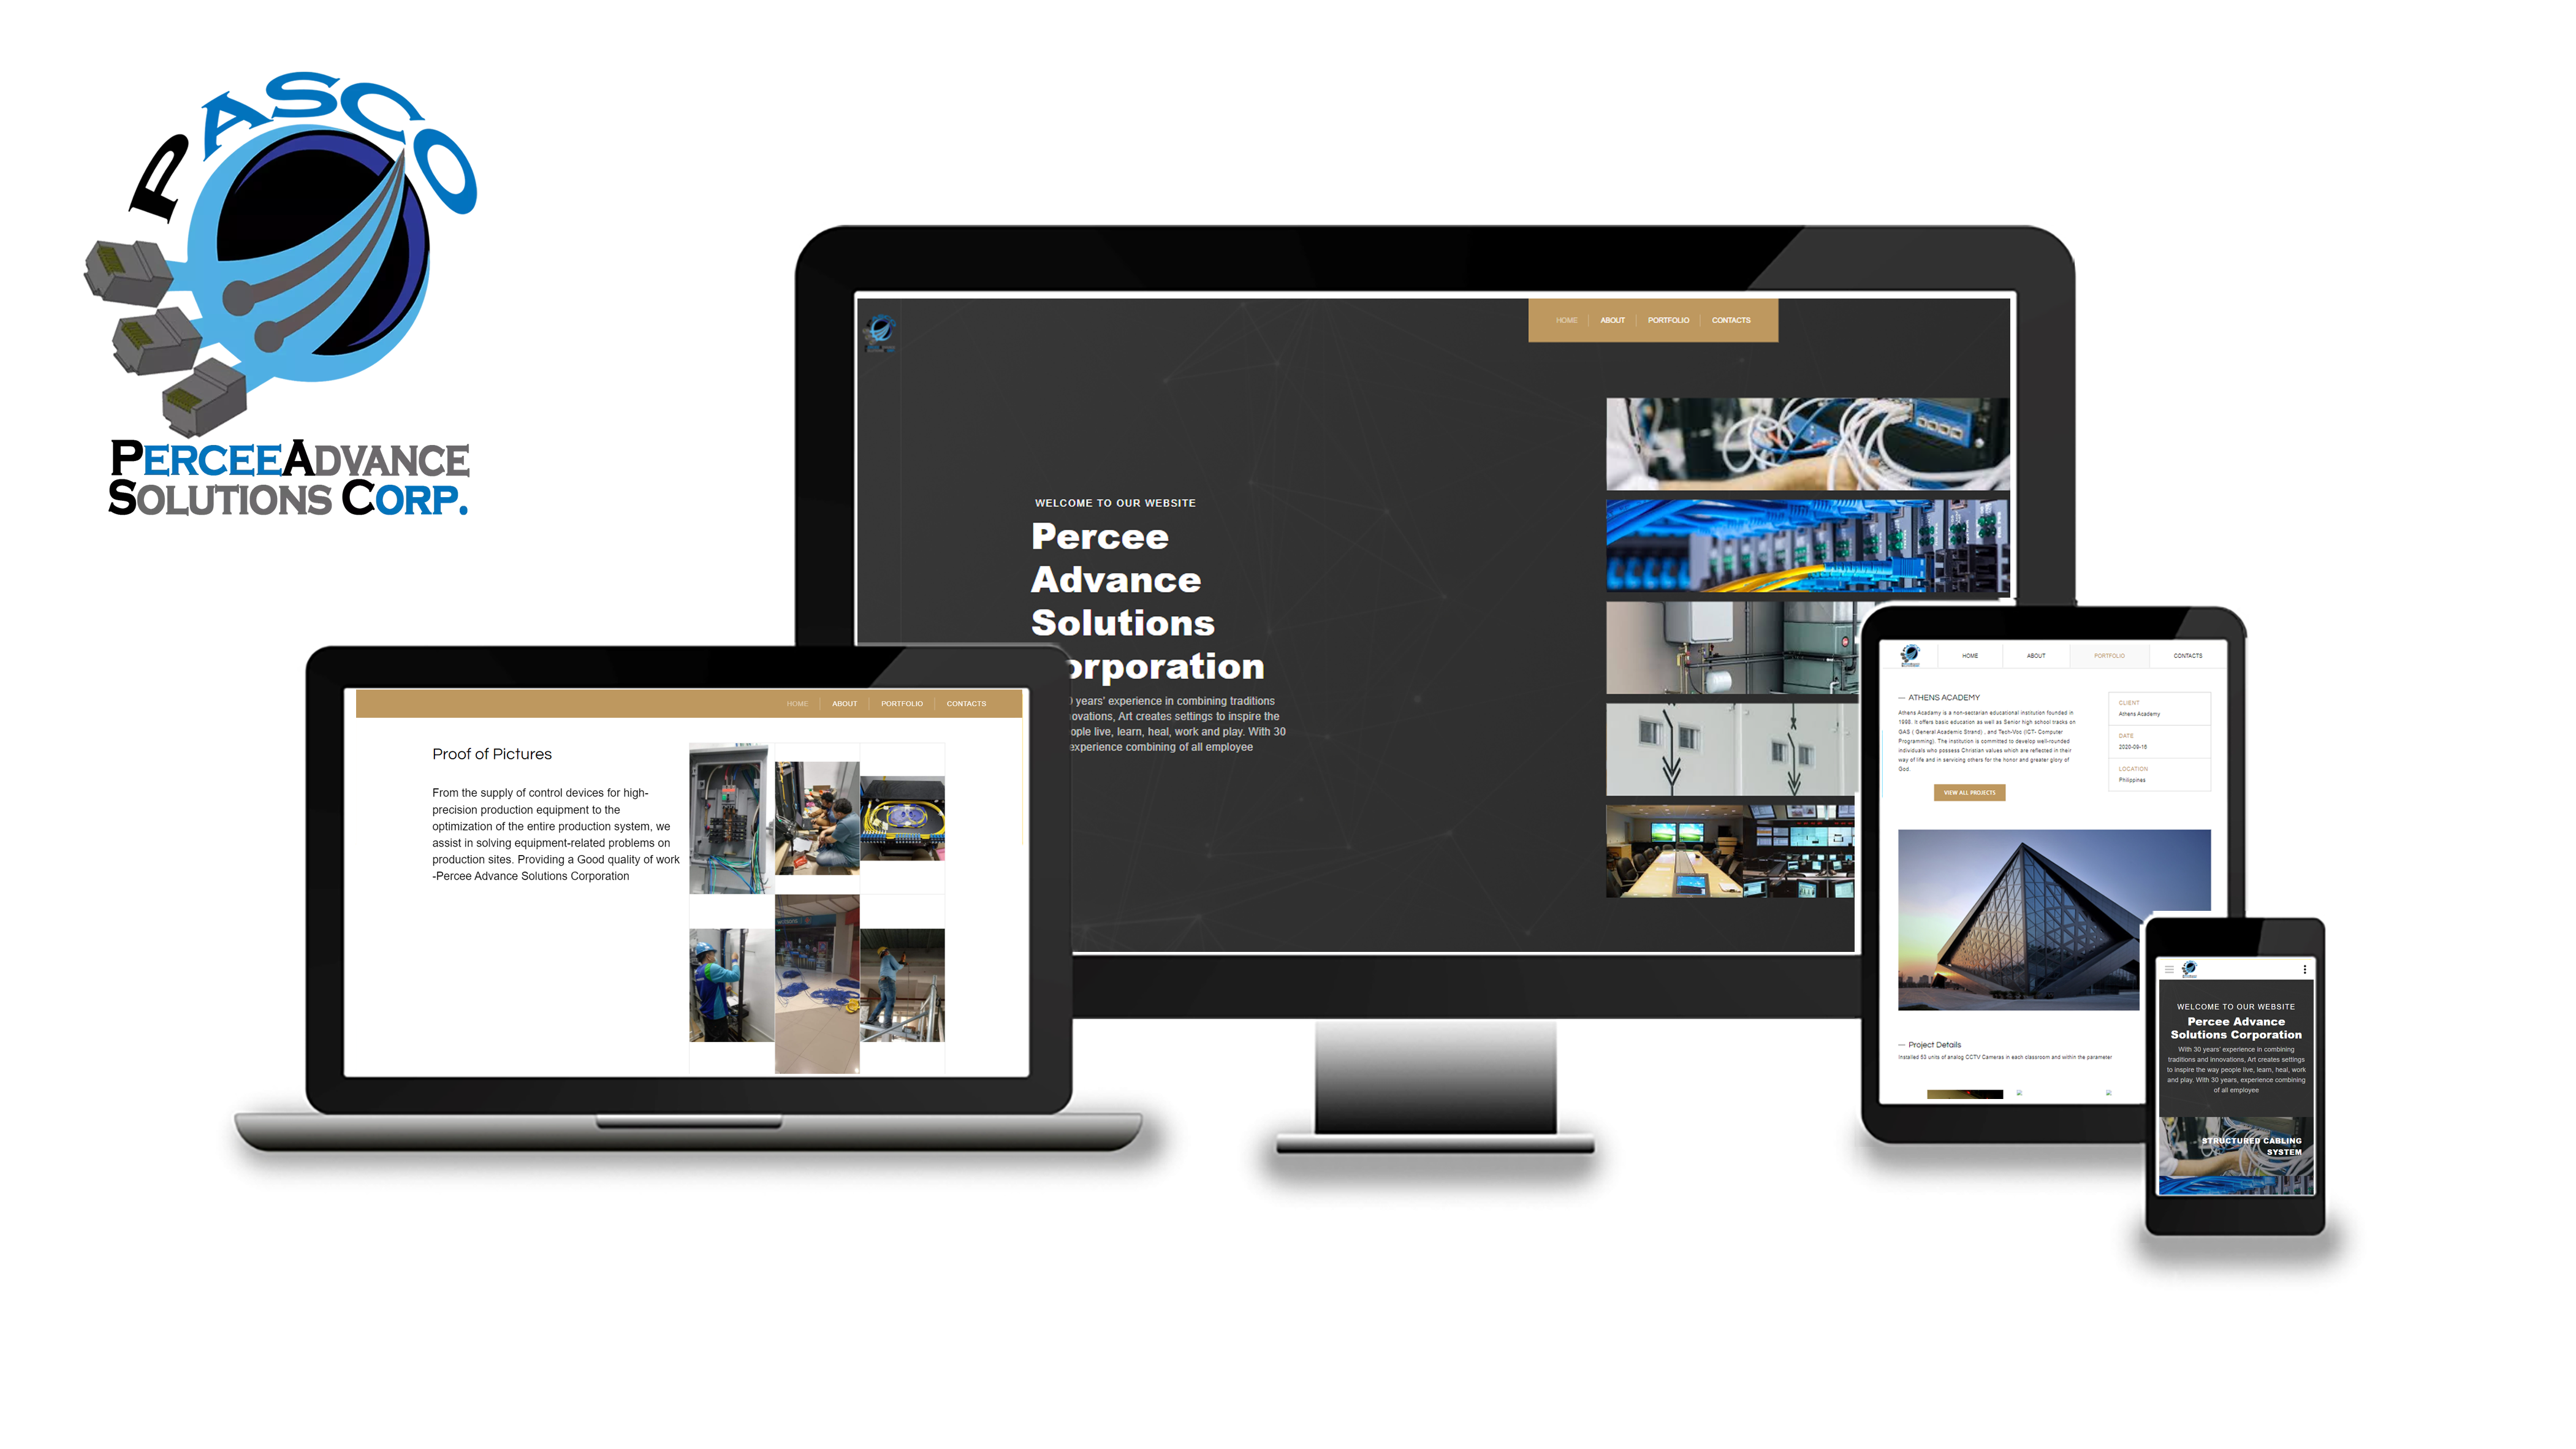 PASCO
PERCEEADVANCE
SOLUTIONS CORP.
HOME ABOUT PORTFOLIO CONTACTS
WELCOME TO OUR WEBSITE
Percee
Advance
Solutions
orporation
0 years' experience in combining traditions
ovations, Art creates settings to inspire the
ople live, learn, heal, work and play. With 30
experience combining of all employee
HOME ABOUT PORTFOLIO CONTACTS
Proof of Pictures
From the supply of control devices for high-
precision production equipment to the
optimization of the entire production system, we
assist in solving equipment-related problems on
production sites. Providing a Good quality of work
-Percee Advance Solutions Corporation
HOME ABOUT PORTFOLIO CONTACTS
— ATHENS ACADEMY
Athens Acadamy is a non-sectarian educational institution founded in
1998. It offers basic education as well as Senior high school tracks on
GAS ( General Academic Strand) , and Tech-Voc (ICT- Computer
Programming). The institution is committed to develop well-rounded
individuals who possess Christian values which are reflected in their
way of life and in servicing others for the honor and greater glory of
God.
VIEW ALL PROJECTS
CLIENT
Athens Academy
DATE
2020-09-15
LOCATION
Philippines
— Project Details
Installed 53 units of analog CCTV Cameras in each classroom and within the parameter
WELCOME TO OUR WEBSITE
Percee Advance
Solutions Corporation
With 30 years' experience in combining
traditions and innovations, Art creates settings
to inspire the way people live, learn, heal, work
and play. With 30 years, experience combining
of all employee
STRUCTURED CABLING
SYSTEM